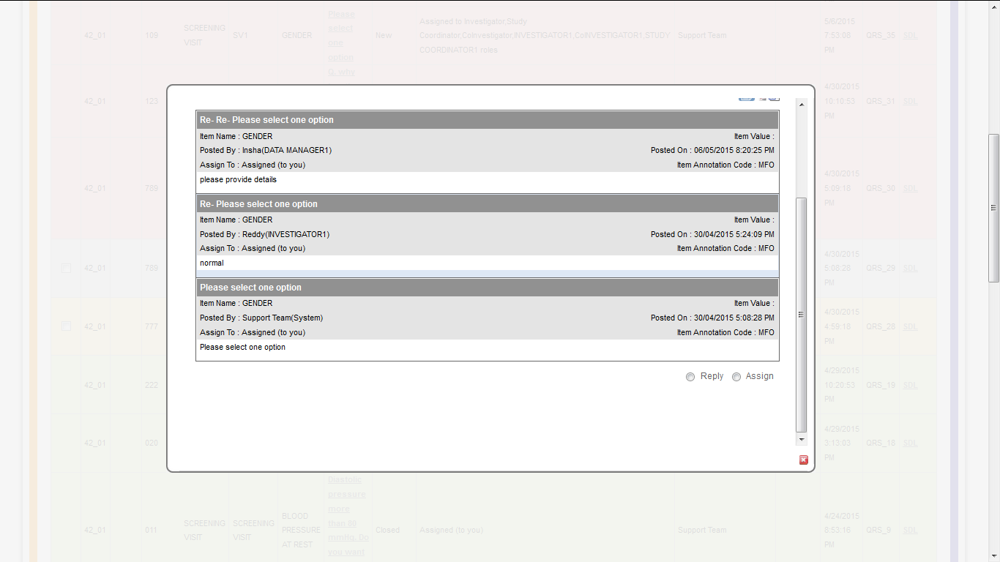 Please
select
one
option
Q. why
42_01 109 SCREENING VISIT SV1 GENDER New Assigned to Investigator,Study Coordinator,CoInvestigator,INVESTIGATOR1,CoINVESTIGATOR1,STUDY COORDINATOR1 roles Support Team 5/6/2015 7:53:08 PM QRS_35 SDL
42_01 123 4/30/2015 10:10:53 PM QRS_31 SDL
Re- Re- Please select one option
Item Name : GENDER Item Value :
Posted By : Insha(DATA MANAGER1) Posted On : 06/05/2015 8:20:25 PM
Assign To : Assigned (to you) Item Annotation Code : MFO
please provide details
42_01 789 4/30/2015 5:09:18 PM QRS_30 SDL
Re- Please select one option
Item Name : GENDER Item Value :
Posted By : Reddy(INVESTIGATOR1) Posted On : 30/04/2015 5:24:09 PM
Assign To : Assigned (to you) Item Annotation Code : MFO
normal
42_01 789 4/30/2015 5:08:28 PM QRS_29 SDL
Please select one option
Item Name : GENDER Item Value :
Posted By : Support Team(System) Posted On : 30/04/2015 5:08:28 PM
Assign To : Assigned (to you) Item Annotation Code : MFO
Please select one option
42_01 777 4/30/2015 4:59:18 PM QRS_28 SDL
Reply Assign
42_01 222 4/29/2015 10:20:53 PM QRS_19 SDL
42_01 020 4/29/2015 3:13:03 PM QRS_18 SDL
Diastolic
pressure
more
than 80
mmHg. Do
you want
42_01 011 SCREENING VISIT SCREENING VISIT BLOOD PRESSURE AT REST Closed Assigned (to you) Support Team 4/24/2015 8:53:16 PM QRS_9 SDL